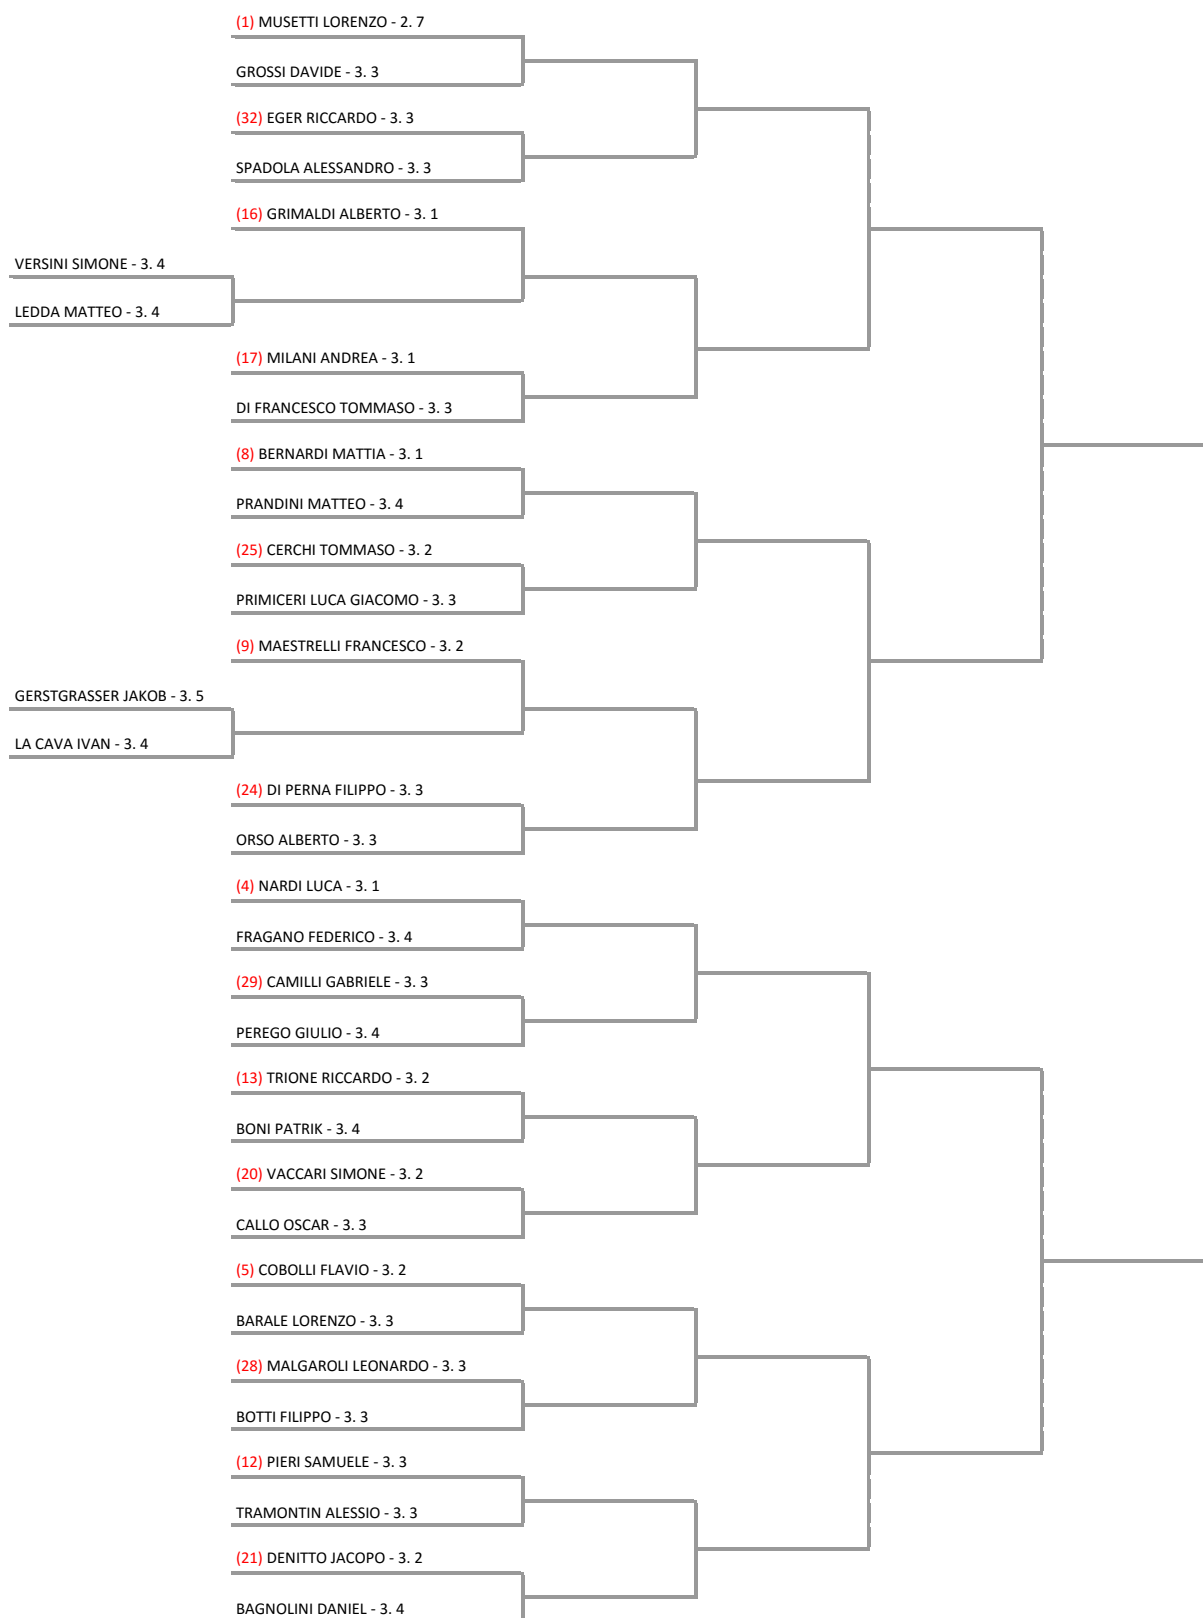 (1) MUSETTI LORENZO - 2. 7
GROSSI DAVIDE - 3. 3
(32) EGER RICCARDO - 3. 3
SPADOLA ALESSANDRO - 3. 3
(16) GRIMALDI ALBERTO - 3. 1
VERSINI SIMONE - 3. 4
LEDDA MATTEO - 3. 4
(17) MILANI ANDREA - 3. 1
DI FRANCESCO TOMMASO - 3. 3
(8) BERNARDI MATTIA - 3. 1
PRANDINI MATTEO - 3. 4
(25) CERCHI TOMMASO - 3. 2
PRIMICERI LUCA GIACOMO - 3. 3
(9) MAESTRELLI FRANCESCO - 3. 2
GERSTGRASSER JAKOB - 3. 5
LA CAVA IVAN - 3. 4
(24) DI PERNA FILIPPO - 3. 3
ORSO ALBERTO - 3. 3
(4) NARDI LUCA - 3. 1
FRAGANO FEDERICO - 3. 4
(29) CAMILLI GABRIELE - 3. 3
PEREGO GIULIO - 3. 4
(13) TRIONE RICCARDO - 3. 2
BONI PATRIK - 3. 4
(20) VACCARI SIMONE - 3. 2
CALLO OSCAR - 3. 3
(5) COBOLLI FLAVIO - 3. 2
BARALE LORENZO - 3. 3
(28) MALGAROLI LEONARDO - 3. 3
BOTTI FILIPPO - 3. 3
(12) PIERI SAMUELE - 3. 3
TRAMONTIN ALESSIO - 3. 3
(21) DENITTO JACOPO - 3. 2
BAGNOLINI DANIEL - 3. 4